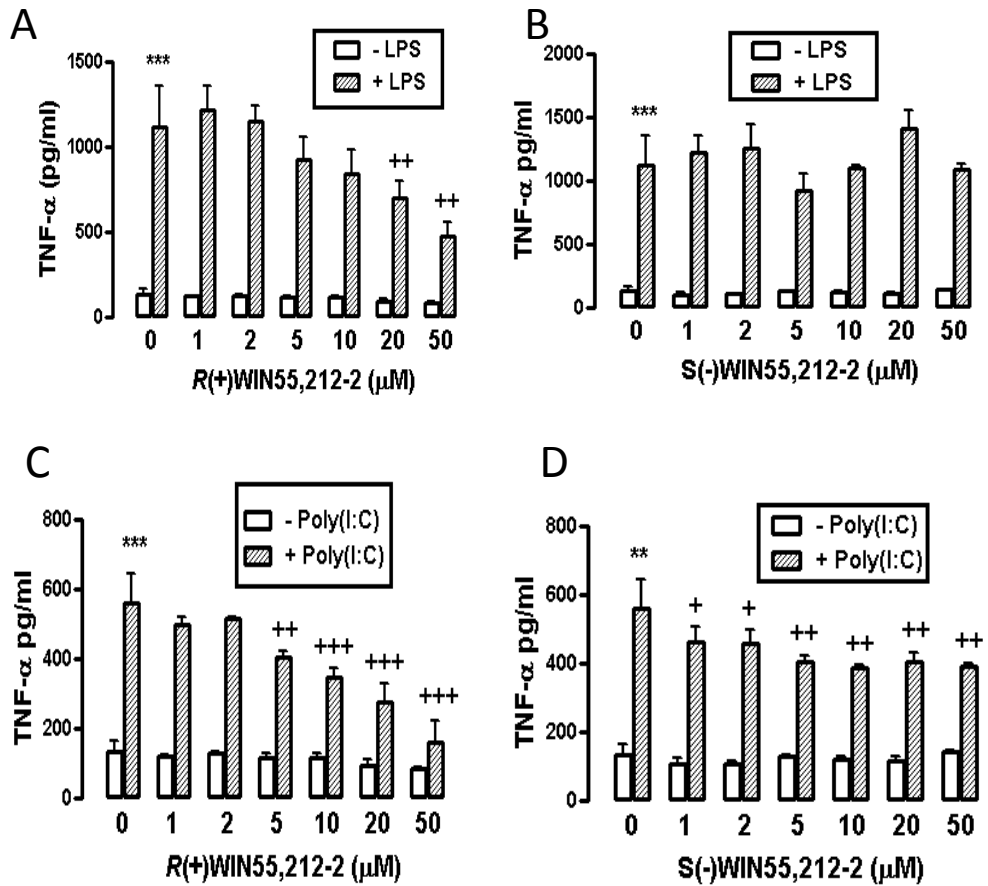 A
TNF-α (pg/ml)
1500
1000
500
0
***
- LPS
+ LPS
++
++
0 1 2 5 10 20 50
R(+)WIN55,212-2 (μM)
B
TNF-α pg/ml
2000
1500
1000
500
0
***
- LPS
+ LPS
0 1 2 5 10 20 50
S(-)WIN55,212-2 (μM)
C
TNF-α pg/ml
800
600
400
200
0
***
- Poly(I:C)
+ Poly(I:C)
++
+++
+++
+++
0 1 2 5 10 20 50
R(+)WIN55,212-2 (μM)
D
TNF-α pg/ml
800
600
400
200
0
**
- Poly(I:C)
+ Poly(I:C)
+
+
++
++
++
++
0 1 2 5 10 20 50
S(-)WIN55,212-2 (μM)